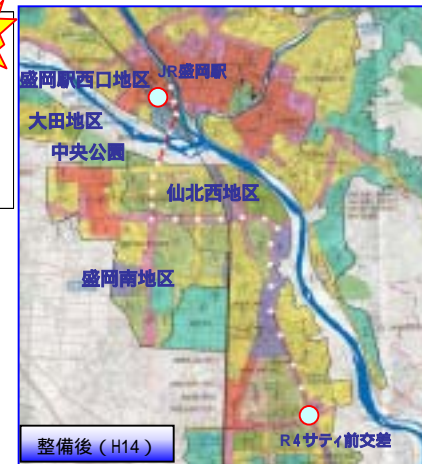 JR盛岡駅
盛岡駅西口地区
大田地区
中央公園
仙北西地区
盛岡南地区
R4サティ前交差
整備後(H14)